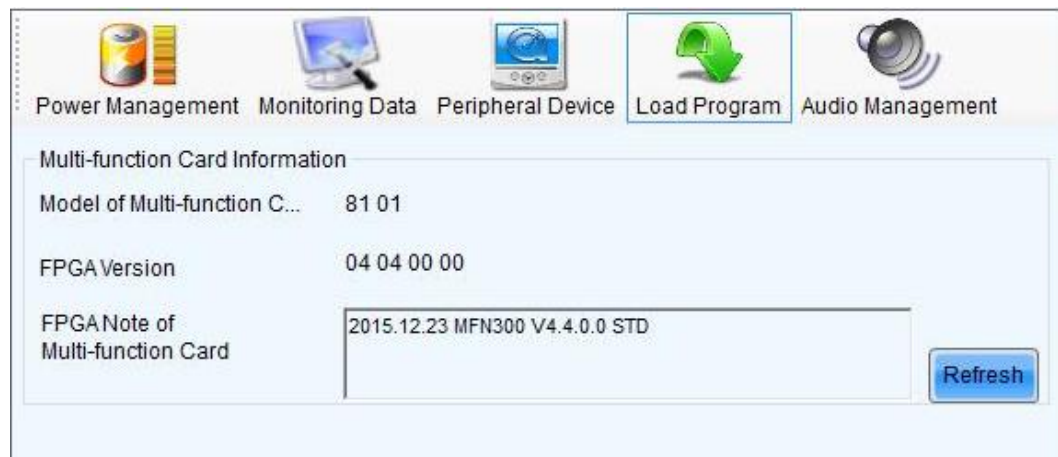 Power Management Monitoring Data Peripheral Device Load Program Audio Management
Multi-function Card Information
Model of Multi-function C... 81 01
FPGA Version 04 04 00 00
FPGA Note of
Multi-function Card
2015.12.23 MFN300 V4.4.0.0 STD
Refresh